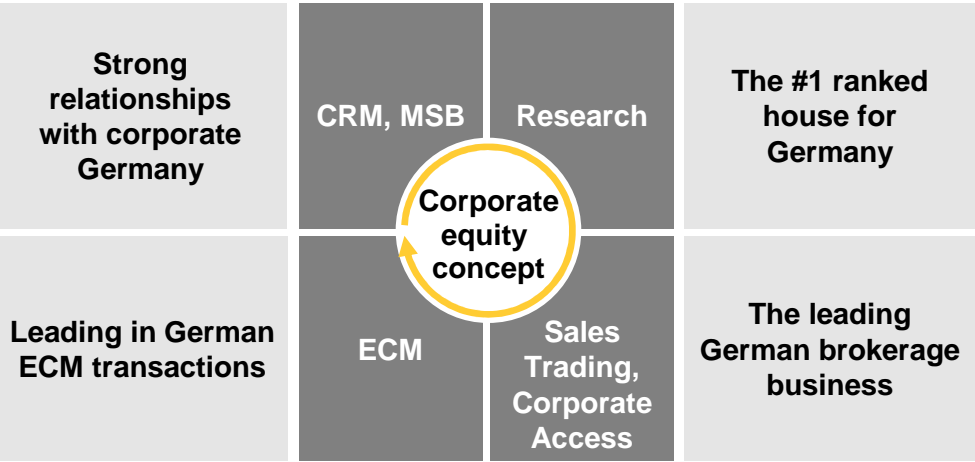 Strong
relationships
with corporate
Germany
CRM, MSB
Research
The #1 ranked
house for
Germany
Corporate
equity
concept
Leading in German
ECM transactions
ECM
Sales
Trading,
Corporate
Access
The leading
German brokerage
business